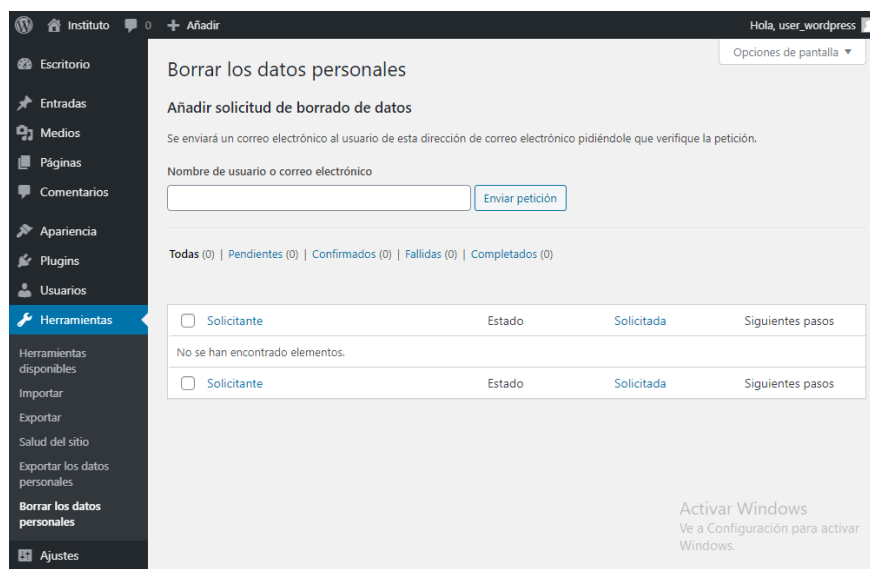 Instituto 0 Añadir Hola, user_wordpress
Opciones de pantalla ▼
Escritorio
Entradas
Medios
Páginas
Comentarios
Apariencia
Plugins
Usuarios
Herramientas
Herramientas
disponibles
Importar
Exportar
Salud del sitio
Exportar los datos
personales
Borrar los datos
personales
Ajustes
Borrar los datos personales
Añadir solicitud de borrado de datos
Se enviará un correo electrónico al usuario de esta dirección de correo electrónico pidiéndole que verifique la petición.
Nombre de usuario o correo electrónico
Enviar petición
Todas (0) | Pendientes (0) | Confirmados (0) | Fallidas (0) | Completados (0)
Solicitante Estado Solicitada Siguientes pasos
No se han encontrado elementos.
Solicitante Estado Solicitada Siguientes pasos
Activar Windows
Ve a Configuración para activar
Windows.